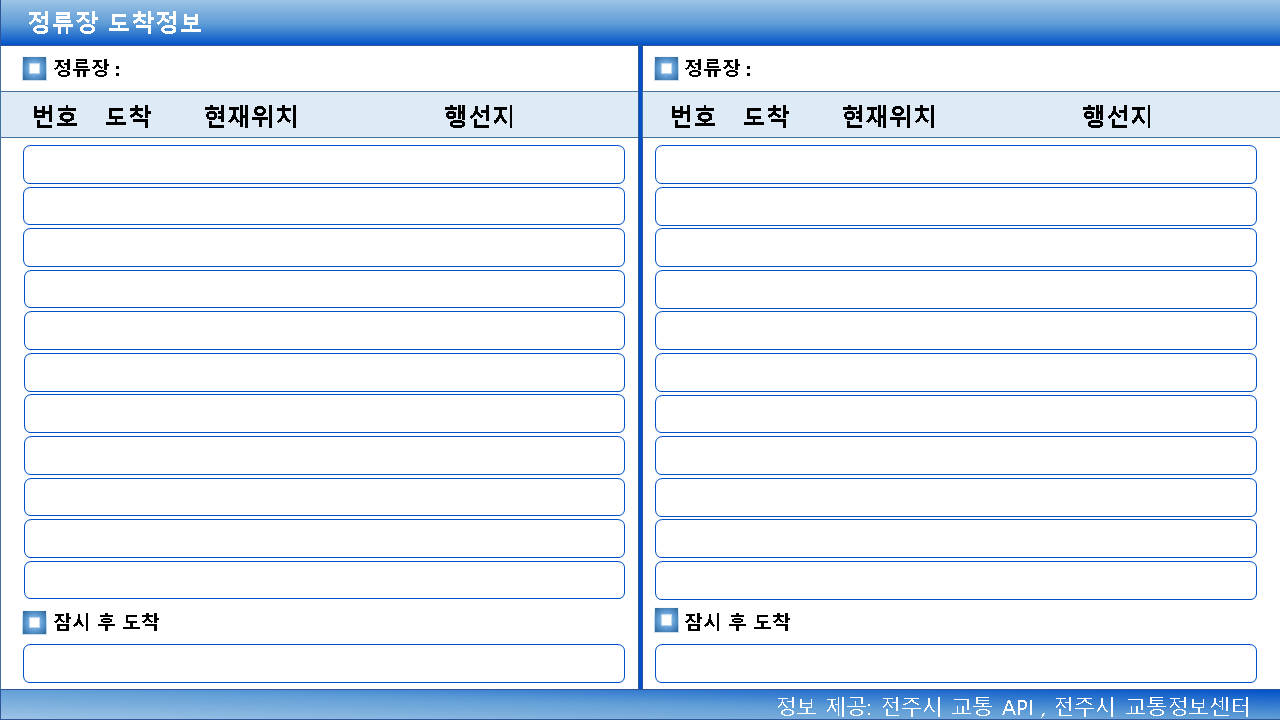 정류장 도착정보
정류장 :
번호 도착 현재위치 행선지
잠시 후 도착
정류장 :
번호 도착 현재위치 행선지
잠시 후 도착
정보 제공: 전주시 교통 API , 전주시 교통정보센터